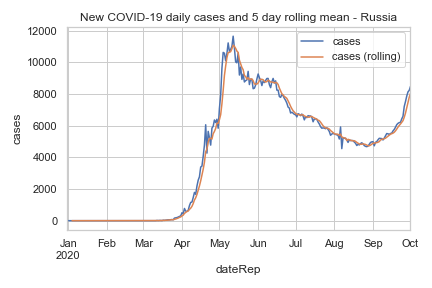 New COVID-19 daily cases and 5 day rolling mean - Russia
cases
cases (rolling)
12000
10000
8000
6000
4000
2000
0
cases
Jan Feb Mar Apr May Jun Jul Aug Sep Oct
2020
dateRep